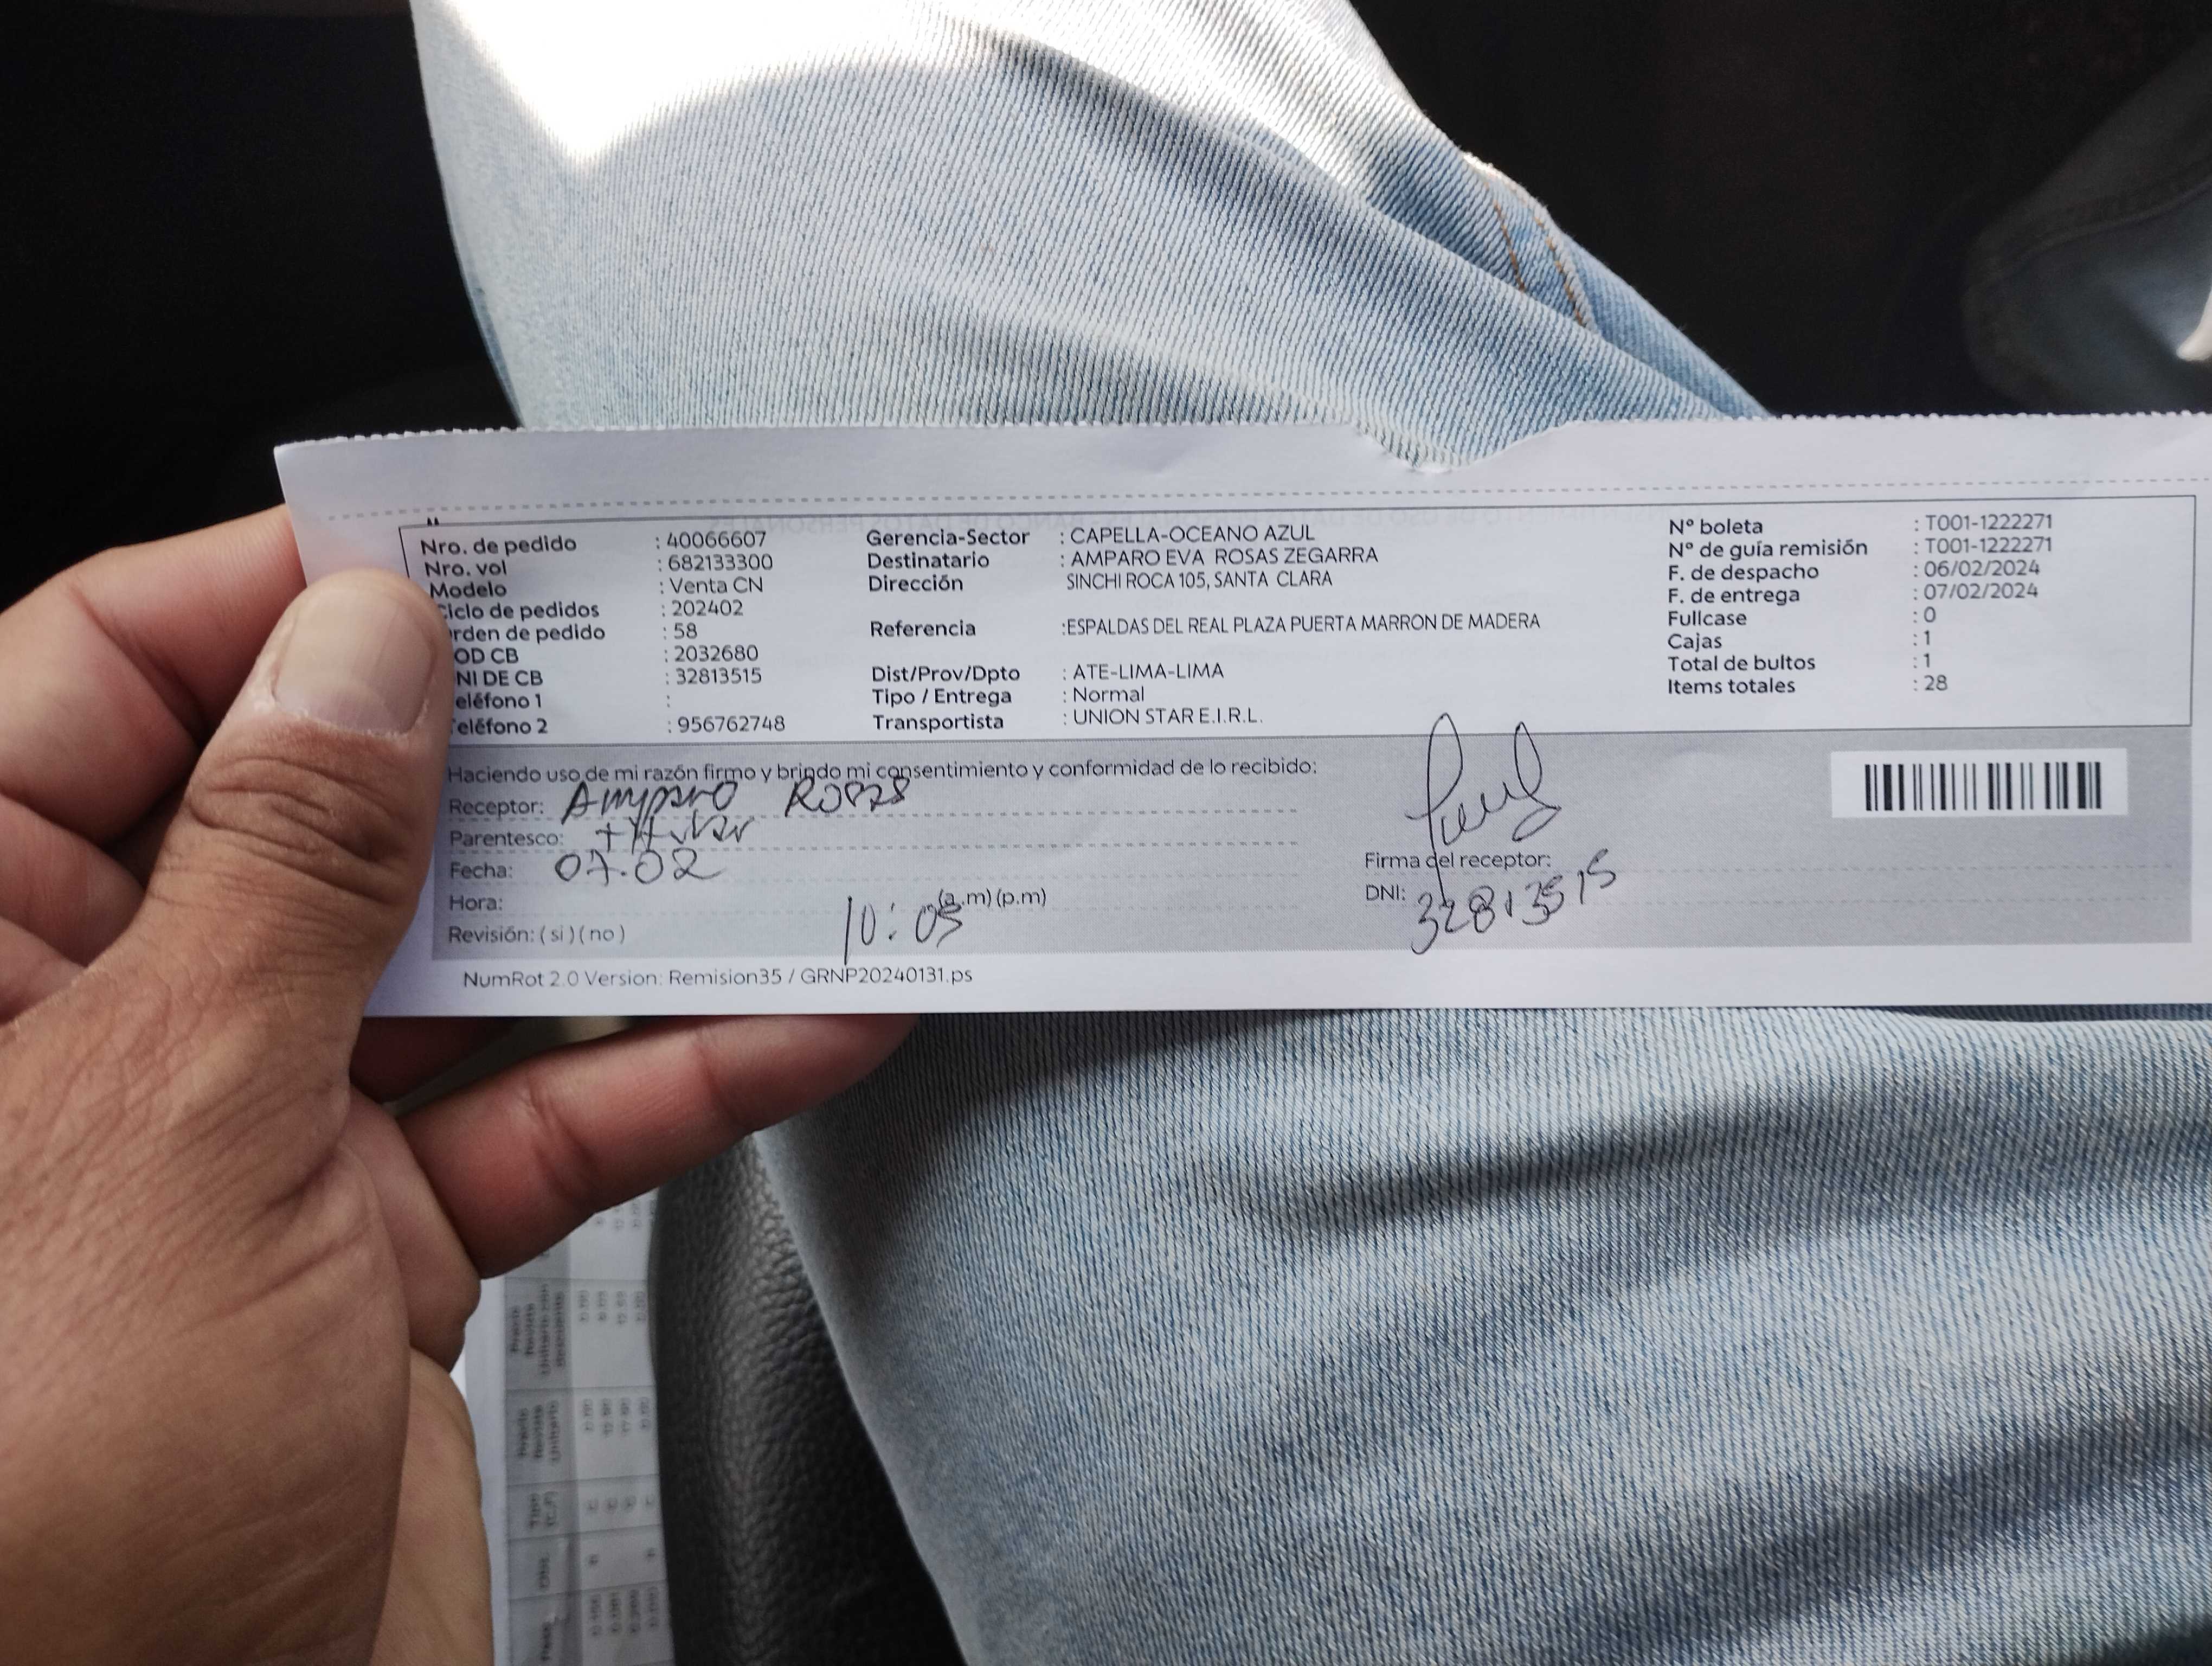 Nro. de pedido : 40066607
Nro. vol : 682133300
Modelo : Venta CN
Ciclo de pedidos : 202402
rden de pedido : 58
OD CB : 2032680
NI DE CB : 32813515
eléfono 1 :
eléfono 2 : 956762748
Gerencia-Sector : CAPELLA-OCEANO AZUL
Destinatario : AMPARO EVA ROSAS ZEGARRA
Dirección SINCHI ROCA 105, SANTA CLARA
Referencia :ESPALDAS DEL REAL PLAZA PUERTA MARRON DE MADERA
Dist/Prov/Dpto : ATE-LIMA-LIMA
Tipo / Entrega : Normal
Transportista : UNION STAR E.I.R.L.
Nº boleta : T001-1222271
Nº de guía remisión : T001-1222271
F. de despacho : 06/02/2024
F. de entrega : 07/02/2024
Fullcase : 0
Cajas : 1
Total de bultos : 1
Items totales : 28
Haciendo uso de mi razón firmo y brindo mi consentimiento y conformidad de lo recibido:
Receptor: Amparo Rosas
Parentesco: titular
Fecha: 07.02
Hora: 10:05 (a.m) (p.m)
Revisión: ( si ) ( no )
Firma del receptor:
DNI: 32813515
NumRot 2.0 Version: Remision35 / GRNP20240131.ps